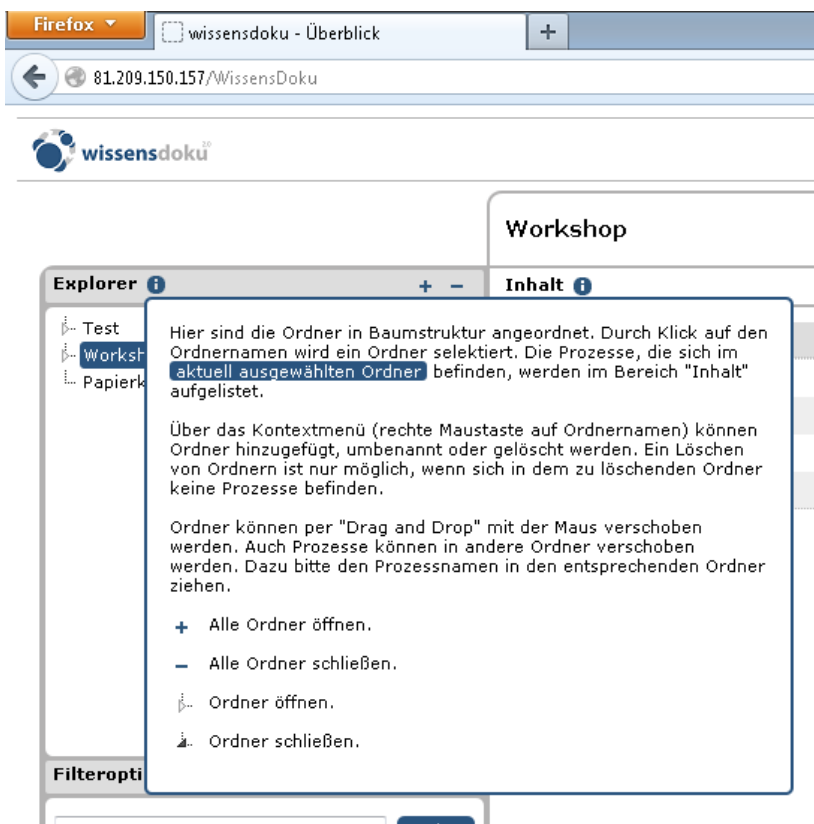 Firefox
wissensdoku - Überblick
81.209.150.157/WissensDoku
wissensdoku
Workshop
Explorer
+ −
Inhalt
Test
Worksh
Papierk
Hier sind die Ordner in Baumstruktur angeordnet. Durch Klick auf den
Ordnernamen wird ein Ordner selektiert. Die Prozesse, die sich im
aktuell ausgewählten Ordner befinden, werden im Bereich "Inhalt"
aufgelistet.
Über das Kontextmenü (rechte Maustaste auf Ordnernamen) können
Ordner hinzugefügt, umbenannt oder gelöscht werden. Ein Löschen
von Ordnern ist nur möglich, wenn sich in dem zu löschenden Ordner
keine Prozesse befinden.
Ordner können per "Drag and Drop" mit der Maus verschoben
werden. Auch Prozesse können in andere Ordner verschoben
werden. Dazu bitte den Prozessnamen in den entsprechenden Ordner
ziehen.
+ Alle Ordner öffnen.
− Alle Ordner schließen.
Ordner öffnen.
Ordner schließen.
Filteropti